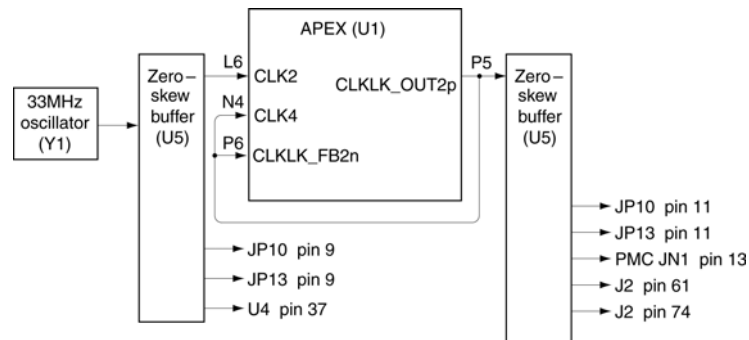 APEX (U1)
33MHz
oscillator
(Y1)
Zero–
skew
buffer
(U5)
L6
CLK2
N4
CLK4
P6
CLKLK_FB2n
CLKLK_OUT2p
P5
Zero–
skew
buffer
(U5)
JP10 pin 9
JP13 pin 9
U4 pin 37
JP10 pin 11
JP13 pin 11
PMC JN1 pin 13
J2 pin 61
J2 pin 74